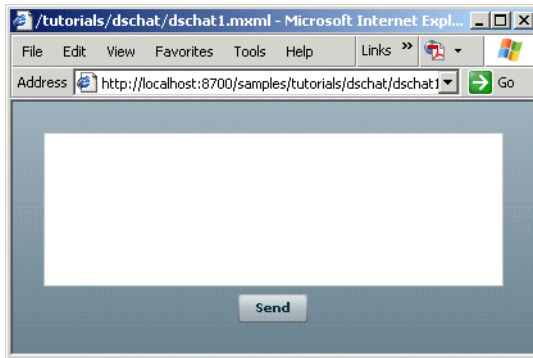 /tutorials/dschat/dschat1.mxml - Microsoft Internet Expl...
File Edit View Favorites Tools Help Links »
Address http://localhost:8700/samples/tutorials/dschat/dschat1 Go
Send